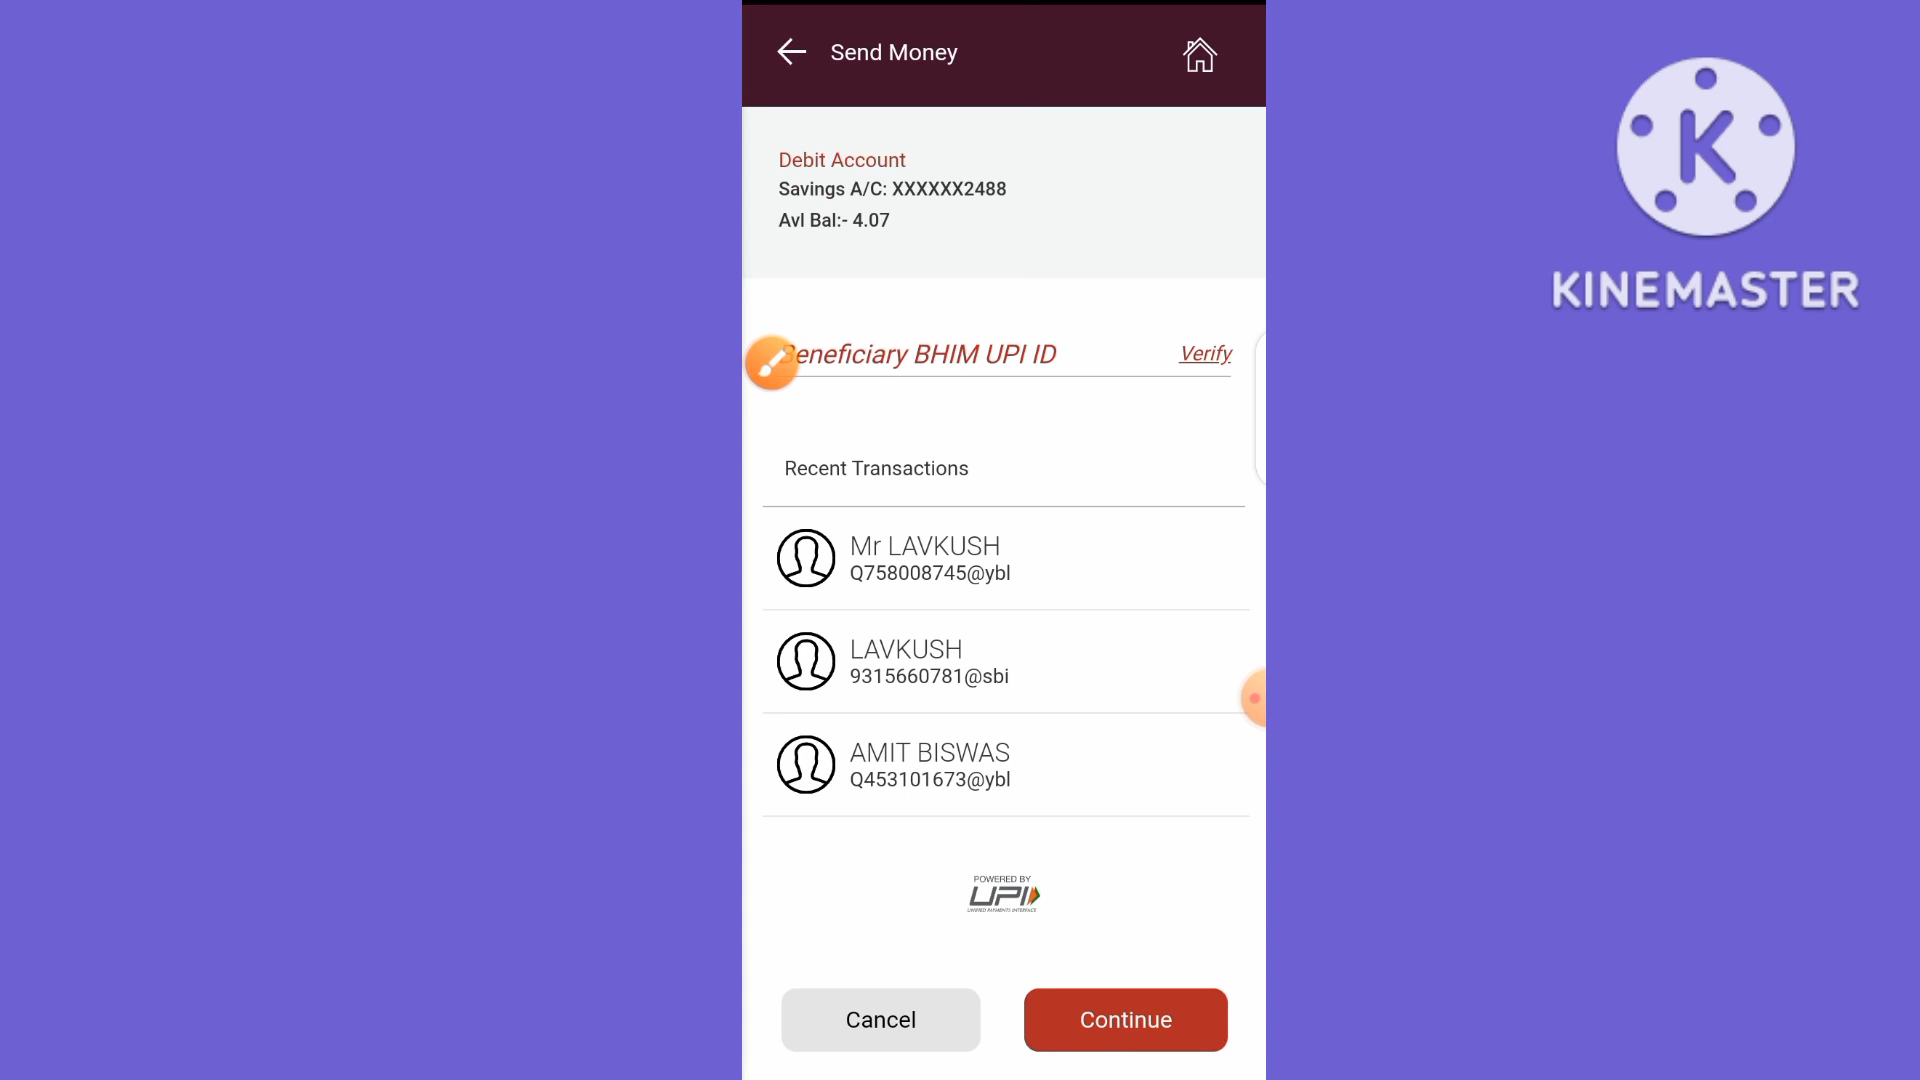 Send Money
Debit Account
Savings A/C: XXXXXX2488
Avl Bal:- 4.07
Beneficiary BHIM UPI ID
Verify
Recent Transactions
Mr LAVKUSH
Q758008745@ybl
LAVKUSH
9315660781@sbi
AMIT BISWAS
Q453101673@ybl
POWERED BY
UPI
UNIFIED PAYMENTS INTERFACE
Cancel
Continue
K
KINEMASTER